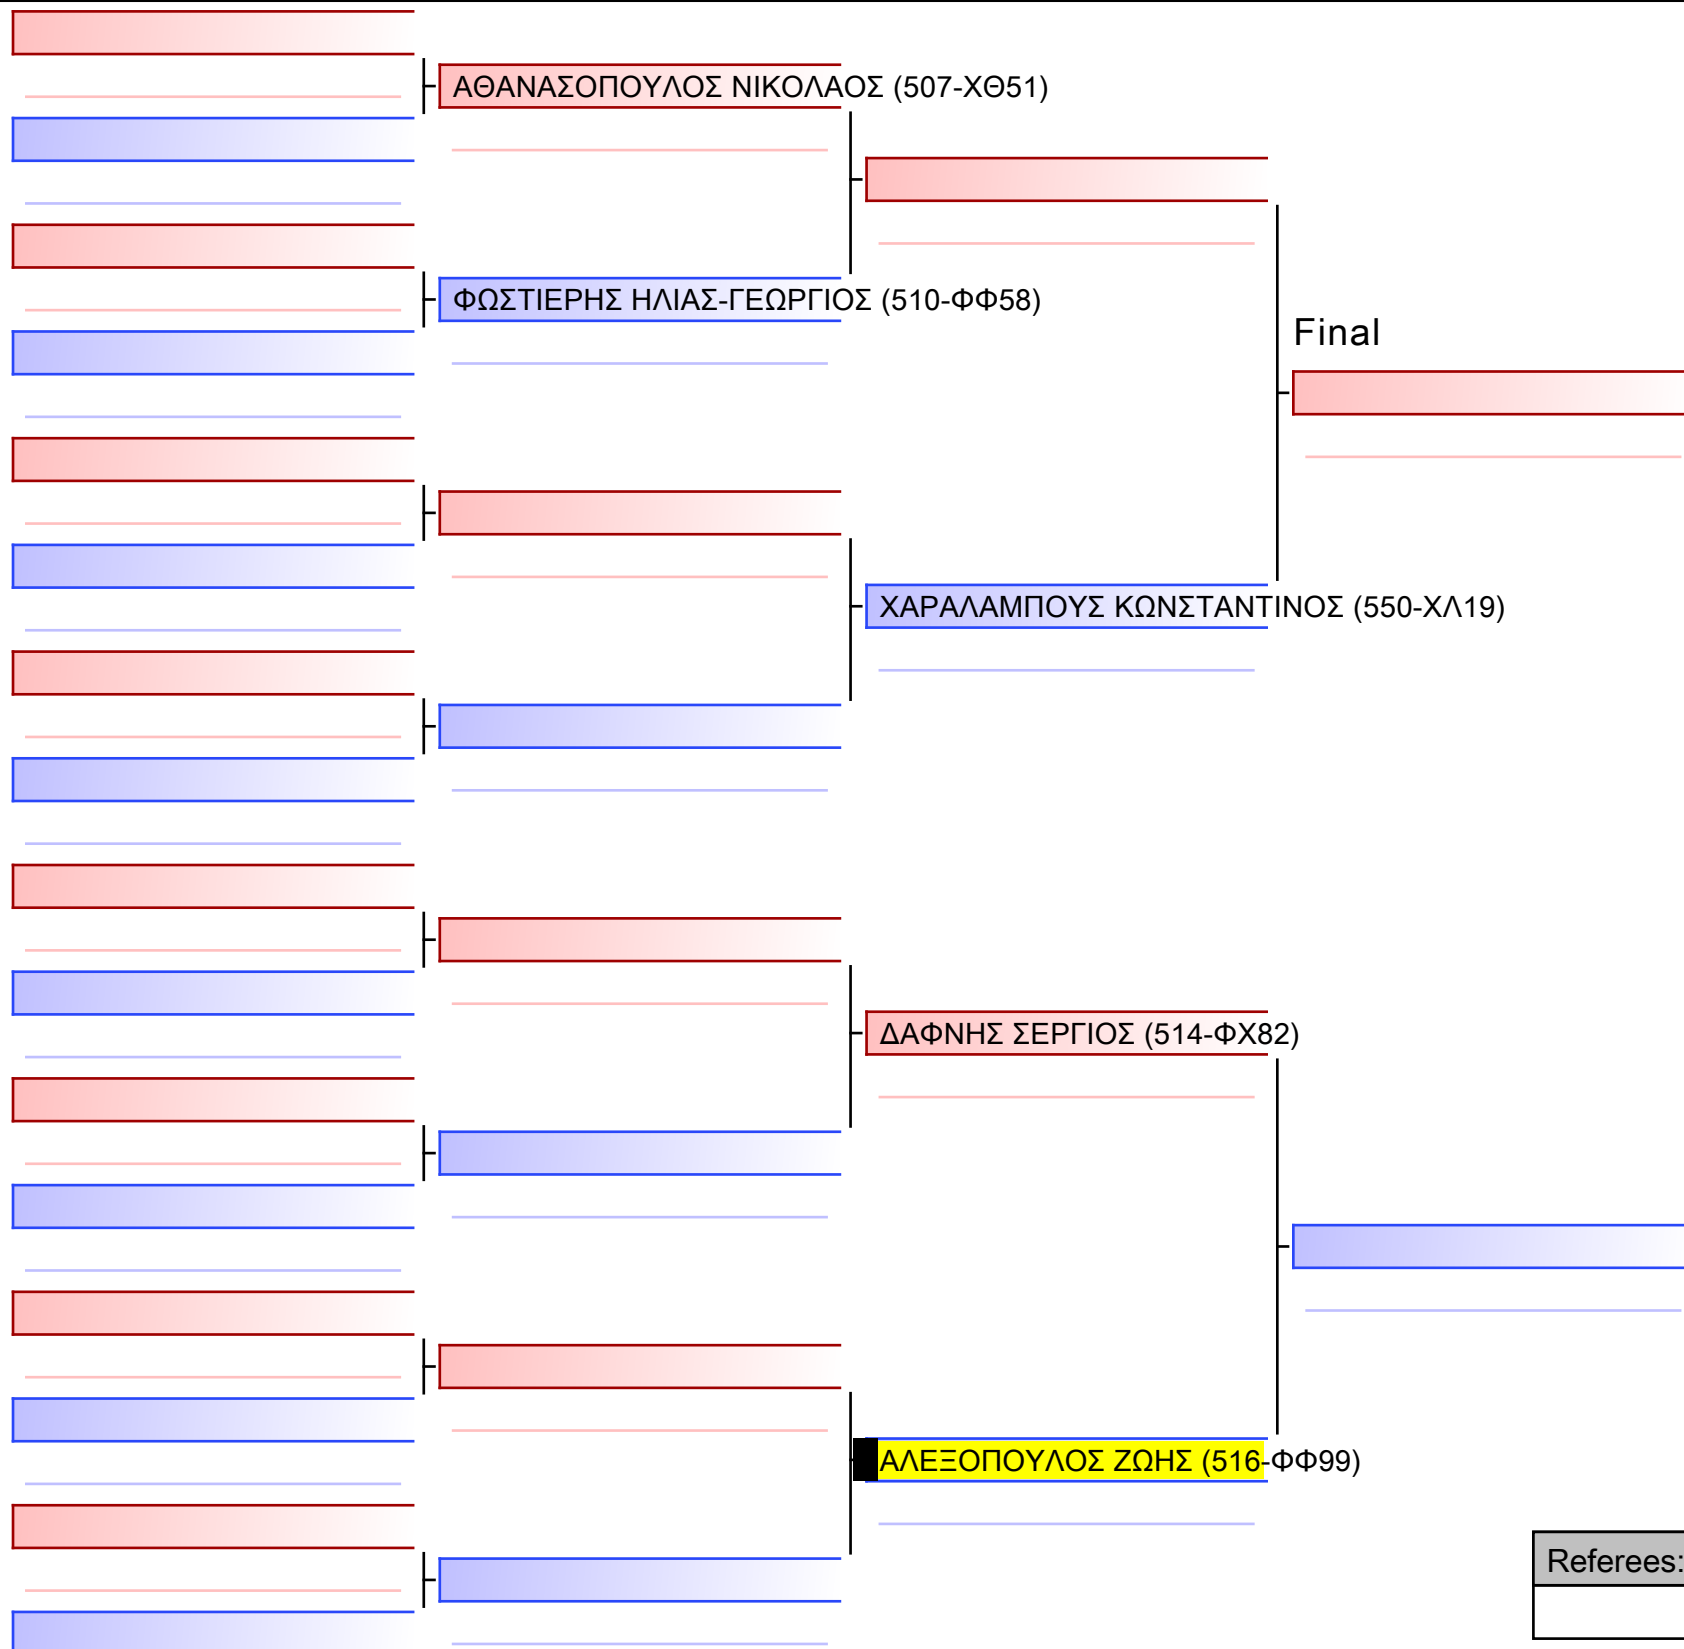 ΑΘΑΝΑΣΟΠΟΥΛΟΣ ΝΙΚΟΛΑΟΣ (507-ΧΘ51)
ΦΩΣΤΙΕΡΗΣ ΗΛΙΑΣ-ΓΕΩΡΓΙΟΣ (510-ΦΦ58)
Final
ΧΑΡΑΛΑΜΠΟΥΣ ΚΩΝΣΤΑΝΤΙΝΟΣ (550-ΧΛ19)
ΔΑΦΝΗΣ ΣΕΡΓΙΟΣ (514-ΦΧ82)
ΑΛΕΞΟΠΟΥΛΟΣ ΖΩΗΣ (516-ΦΦ99)
Referees: